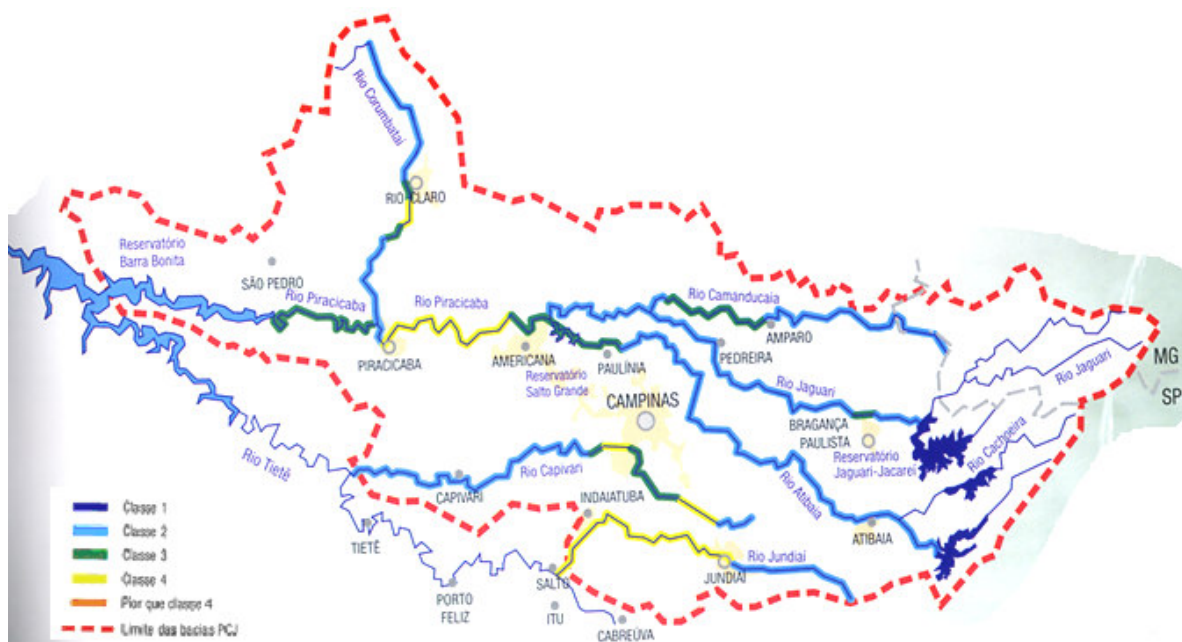 Rio Corumbataí
RIO CLARO
Reservatório
Barra Bonita
SÃO PEDRO
Rio Piracicaba
Rio Piracicaba
PIRACICABA
AMERICANA
Reservatório
Salto Grande
PAULÍNIA
Rio Camanducaia
AMPARO
PEDREIRA
Rio Jaguari
MG
SP
Rio Jaguari
CAMPINAS
BRAGANÇA
PAULISTA
Reservatório
Jaguari-Jacareí
Rio Cachoeira
Rio Tietê
Rio Capivari
CAPIVARI
INDAIATUBA
Rio Atibaia
ATIBAIA
Rio Jundiaí
JUNDIAÍ
TIETÊ
PORTO
FELIZ
SALTO
ITU
CABREÚVA
Classe 1
Classe 2
Classe 3
Classe 4
Pior que classe 4
Limite das bacias PCJ